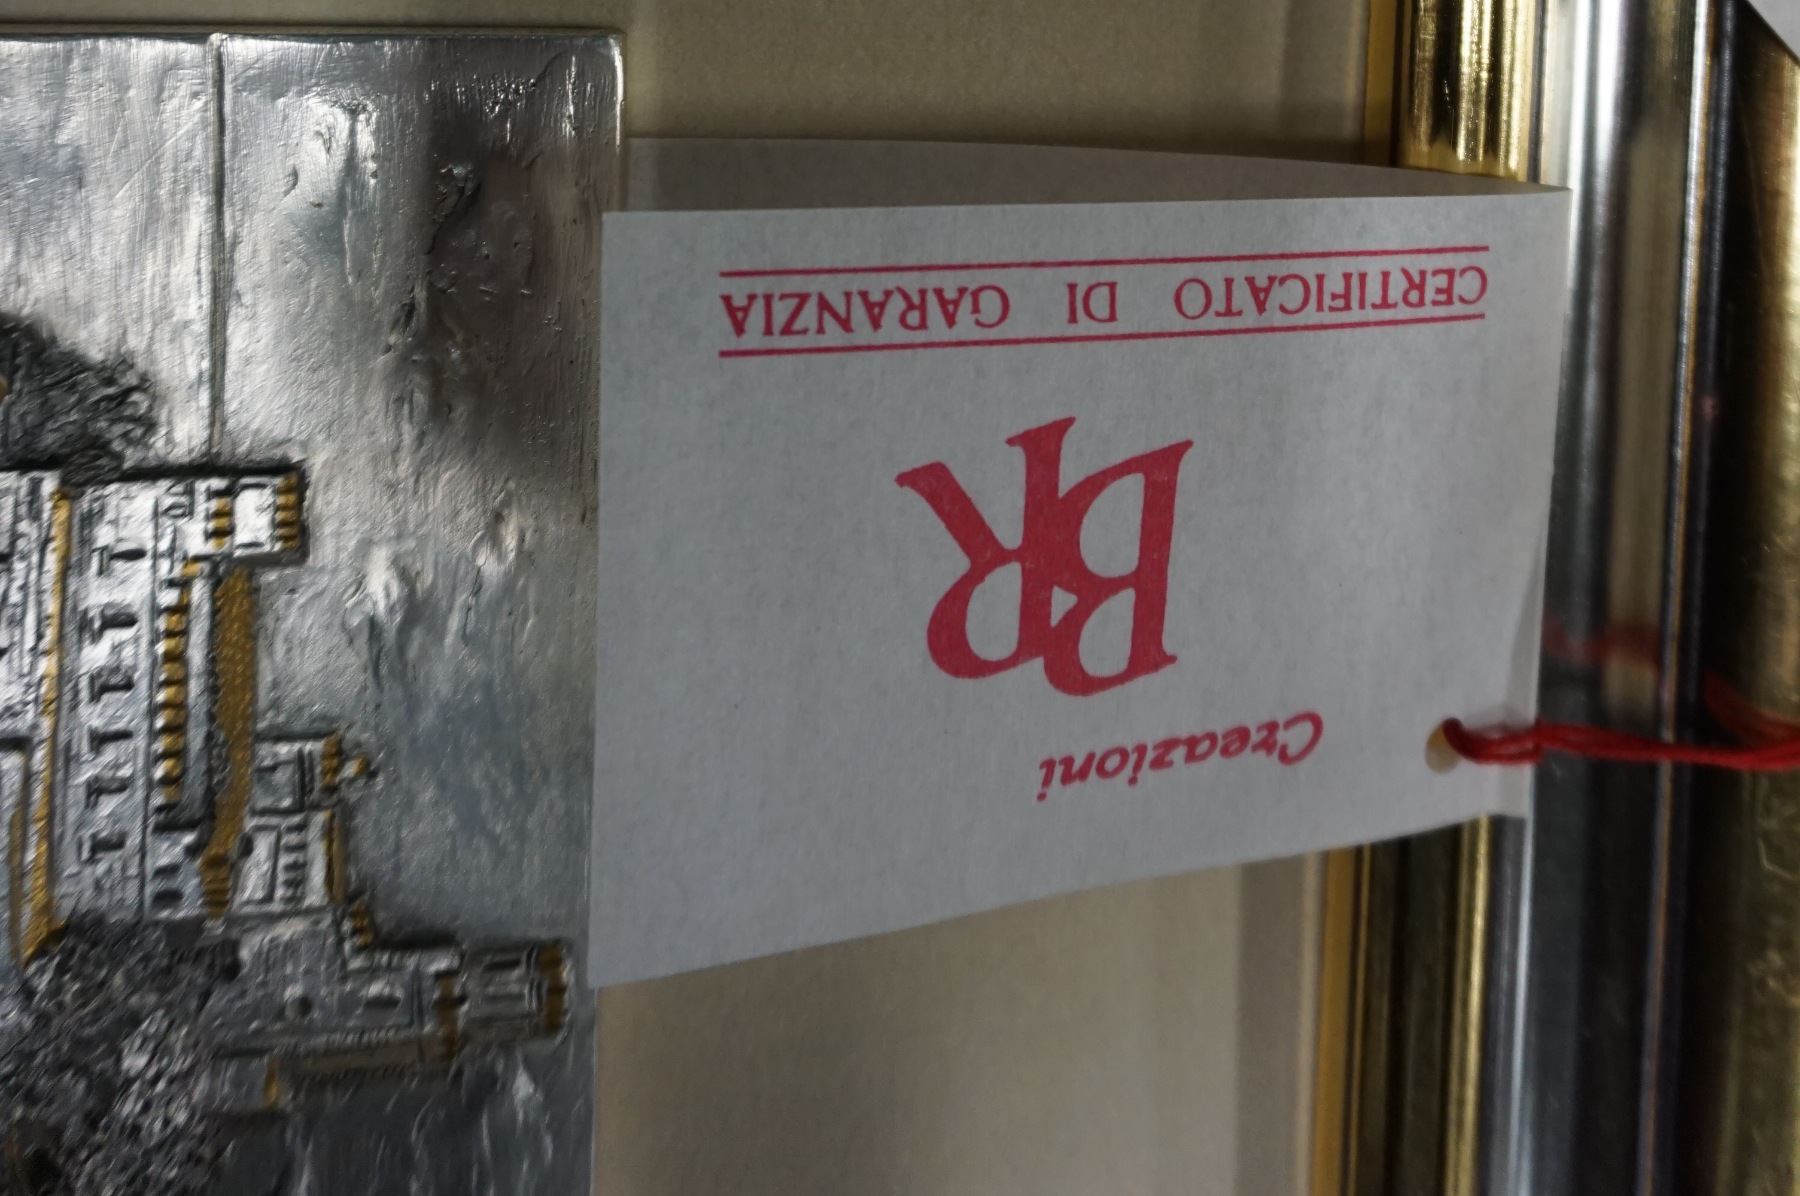 Creazioni
BR
CERTIFICATO DI GARANZIA